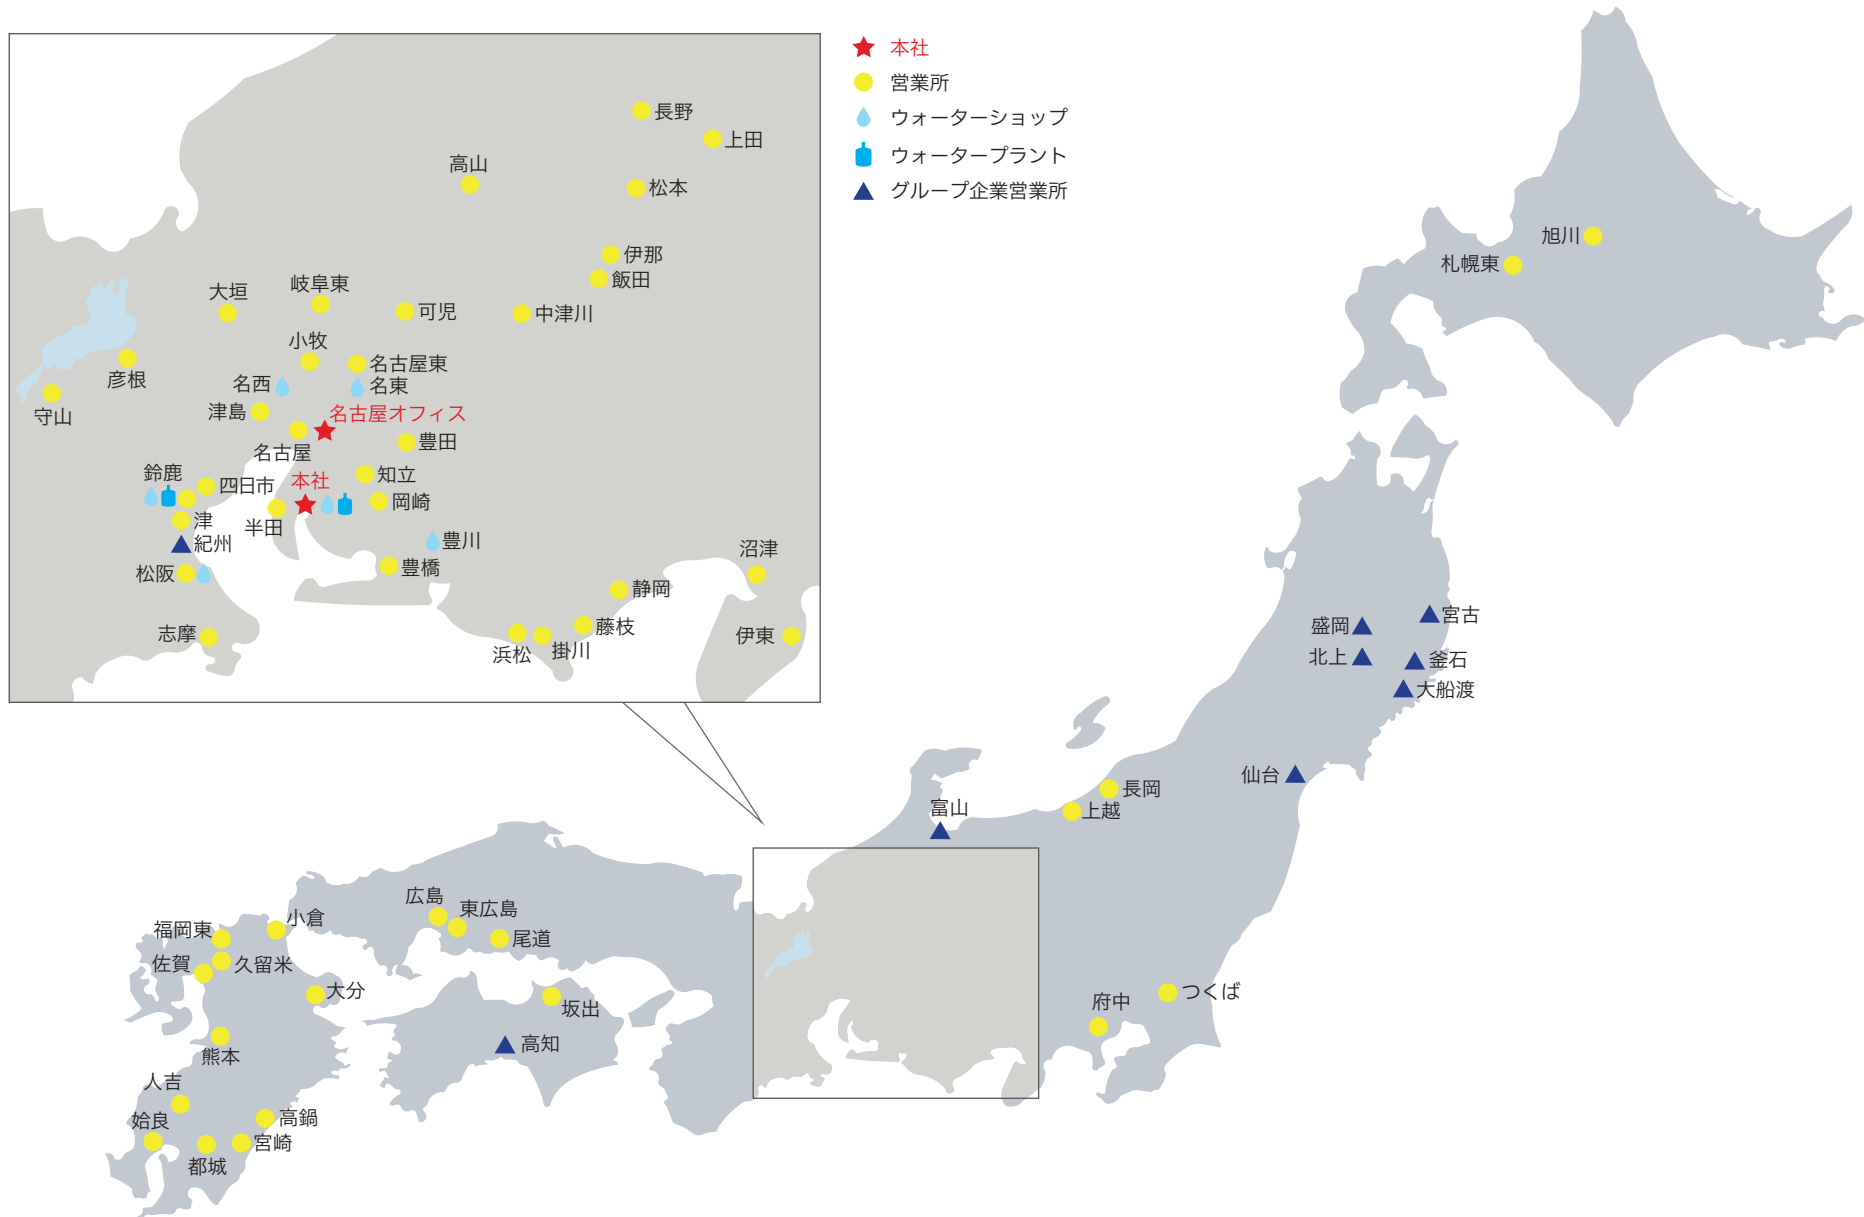 本社
営業所
ウォーターショップ
ウォータープラント
グループ企業営業所
長野
上田
高山
松本
伊那
飯田
大垣
岐阜東
可児
中津川
小牧
名古屋東
彦根
名西
名東
守山
津島
名古屋オフィス
豊田
名古屋
鈴鹿
四日市
本社
知立
岡崎
半田
津
紀州
豊川
松阪
豊橋
沼津
静岡
志摩
浜松
掛川
藤枝
伊東
旭川
札幌東
宮古
盛岡
北上
釜石
大船渡
仙台
長岡
上越
富山
つくば
府中
広島
東広島
尾道
小倉
福岡東
佐賀
久留米
大分
坂出
高知
熊本
人吉
姶良
高鍋
宮崎
都城